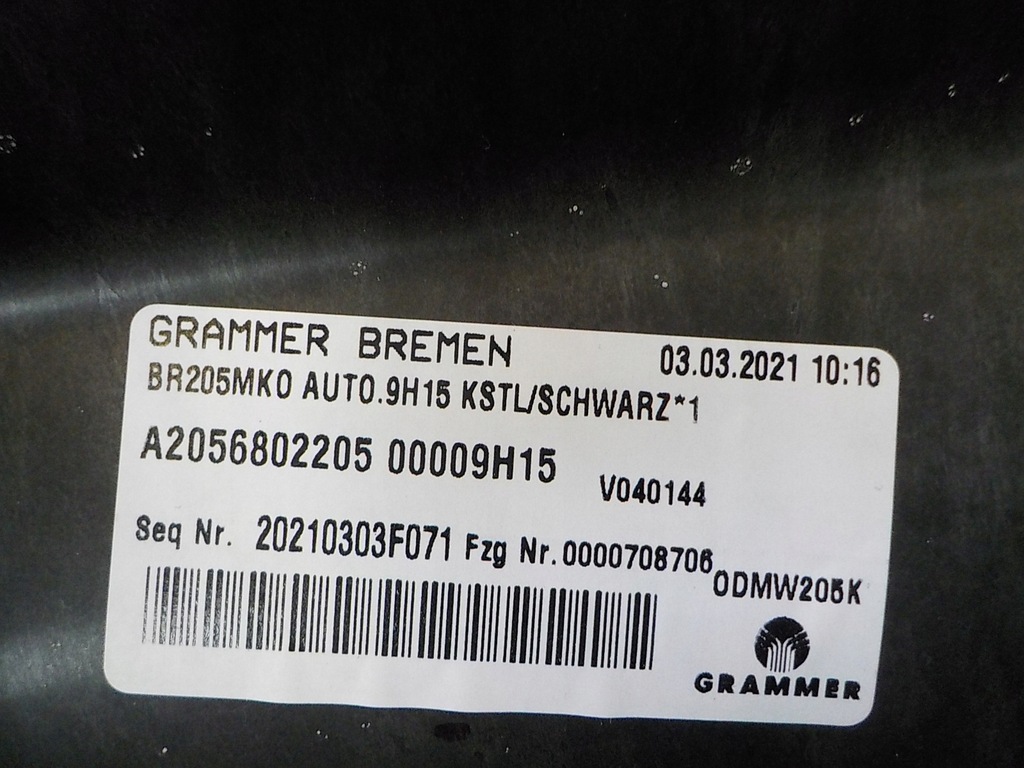 GRAMMER BREMEN 03.03.2021 10:16
BR205MKO AUTO.9H15 KSTL/SCHWARZ*1
A2056802205 00009H15 V040144
Seq Nr. 20210303F071 Fzg Nr.0000708706 ODMW205K
GRAMMER